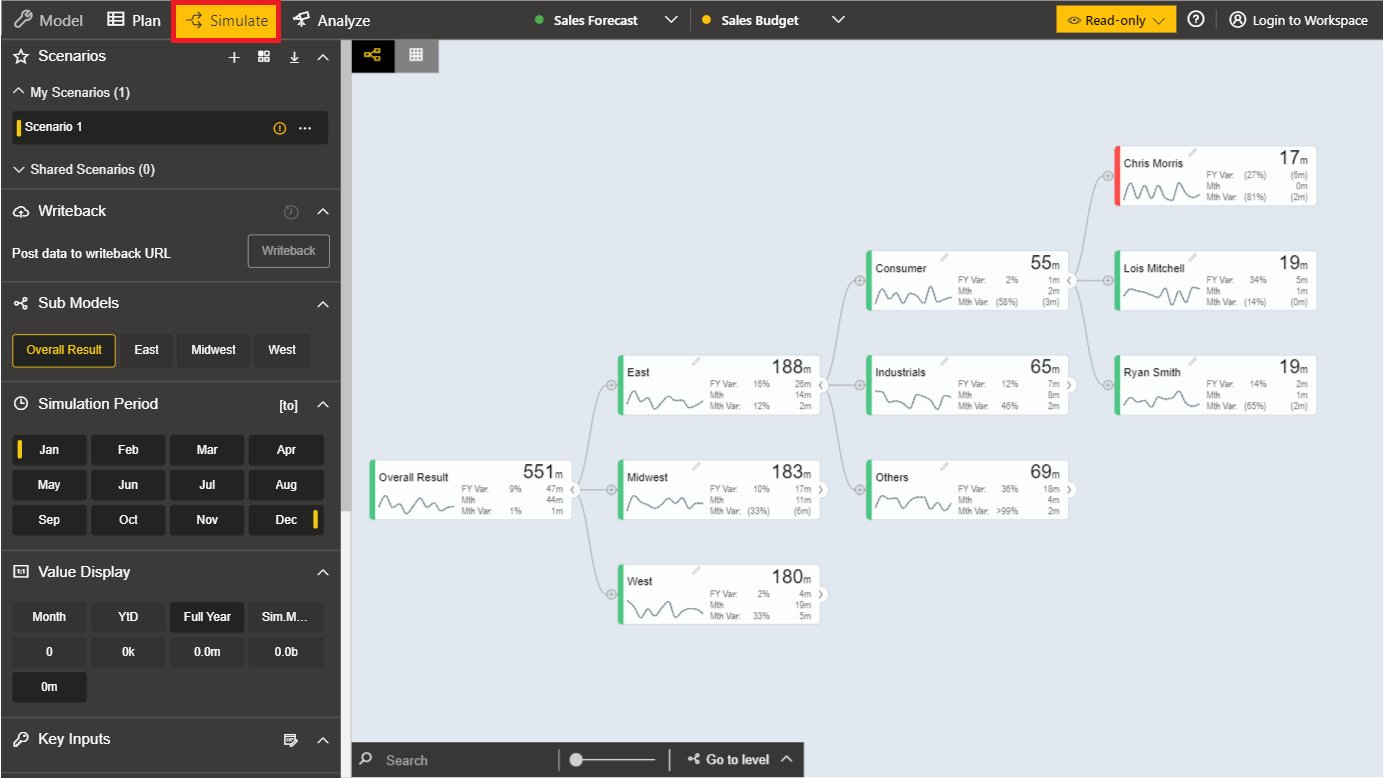 Model Plan Simulate Analyze Sales Forecast Sales Budget Read-only Login to Workspace
Scenarios
My Scenarios (1)
Scenario 1
Shared Scenarios (0)
Writeback
Post data to writeback URL Writeback
Sub Models
Overall Result East Midwest West
Simulation Period [to]
Jan Feb Mar Apr
May Jun Jul Aug
Sep Oct Nov Dec
Value Display
Month YtD Full Year Sim.M...
0 0k 0.0m 0.0b
0m
Key Inputs
Overall Result 551m
FY Var: 9% 47m
Mth 44m
Mth Var: 1% 1m
East 188m
FY Var: 16% 26m
Mth 14m
Mth Var: 12% 2m
Midwest 183m
FY Var: 10% 17m
Mth 11m
Mth Var: (33%) (6m)
West 180m
FY Var: 2% 4m
Mth 19m
Mth Var: 33% 5m
Consumer 55m
FY Var: 2% 1m
Mth 2m
Mth Var: (58%) (3m)
Industrials 65m
FY Var: 12% 7m
Mth 8m
Mth Var: 46% 2m
Others 69m
FY Var: 36% 18m
Mth 4m
Mth Var: >99% 2m
Chris Morris 17m
FY Var: (27%) (6m)
Mth 0m
Mth Var: (81%) (2m)
Lois Mitchell 19m
FY Var: 34% 5m
Mth 1m
Mth Var: (14%) (0m)
Ryan Smith 19m
FY Var: 14% 2m
Mth 1m
Mth Var: (65%) (2m)
Search Go to level